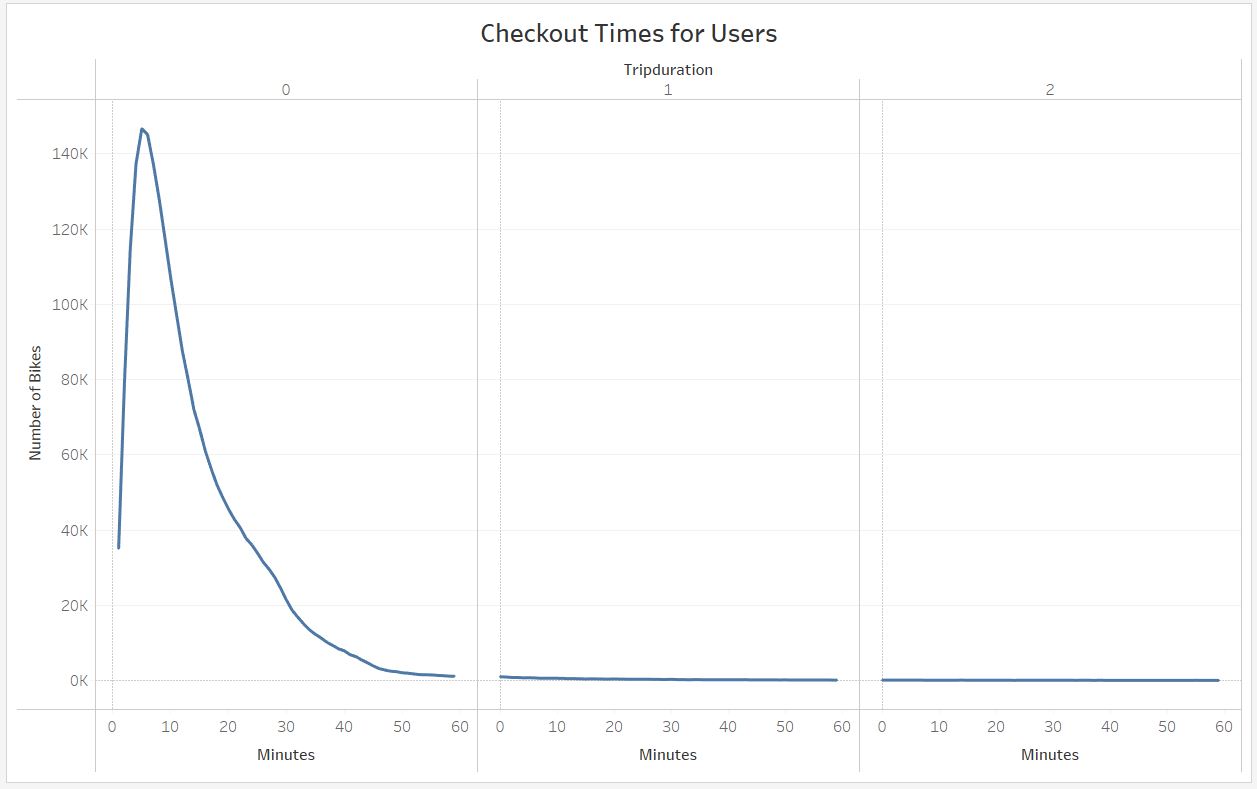 Checkout Times for Users
Tripduration
0 1 2
140K
120K
100K
80K
60K
40K
20K
0K
Number of Bikes
0 10 20 30 40 50 60 0 10 20 30 40 50 60 0 10 20 30 40 50 60
Minutes Minutes Minutes